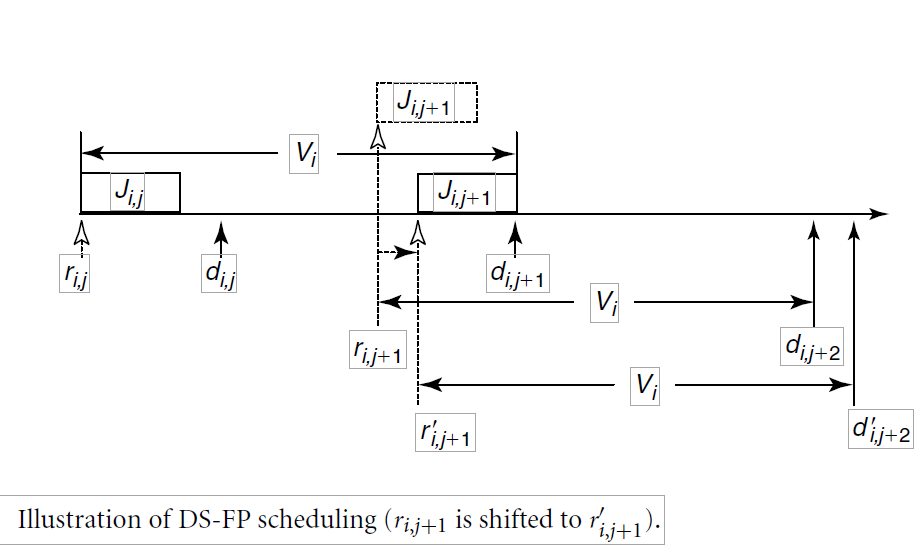 J_{i,j+1}
V_i
J_{i,j}
J_{i,j+1}
r_{i,j}
d_{i,j}
d_{i,j+1}
V_i
r_{i,j+1}
d_{i,j+2}
V_i
r'_{i,j+1}
d'_{i,j+2}
Illustration of DS-FP scheduling (r_{i,j+1} is shifted to r'_{i,j+1}).